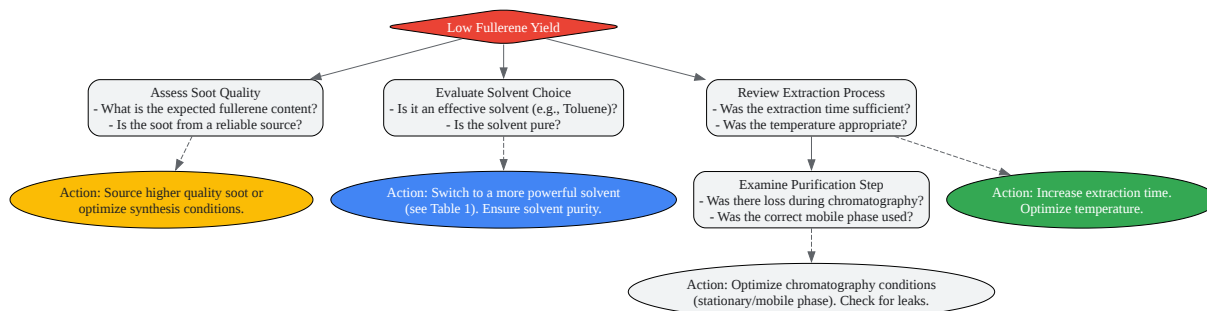 Low Fullerene Yield
Assess Soot Quality
- What is the expected fullerene content?
- Is the soot from a reliable source?
Evaluate Solvent Choice
- Is it an effective solvent (e.g., Toluene)?
- Is the solvent pure?
Review Extraction Process
- Was the extraction time sufficient?
- Was the temperature appropriate?
Action: Source higher quality soot or
optimize synthesis conditions.
Action: Switch to a more powerful solvent
(see Table 1). Ensure solvent purity.
Examine Purification Step
- Was there loss during chromatography?
- Was the correct mobile phase used?
Action: Increase extraction time.
Optimize temperature.
Action: Optimize chromatography conditions
(stationary/mobile phase). Check for leaks.